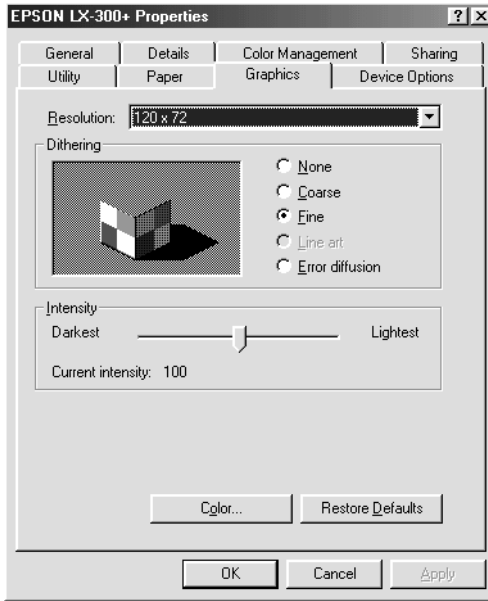 EPSON LX-300+ Properties
General Details Color Management Sharing
Utility Paper Graphics Device Options
Resolution: 120 x 72
Dithering
None
Coarse
Fine
Line art
Error diffusion
Intensity
Darkest Lightest
Current intensity: 100
Color... Restore Defaults
OK Cancel Apply